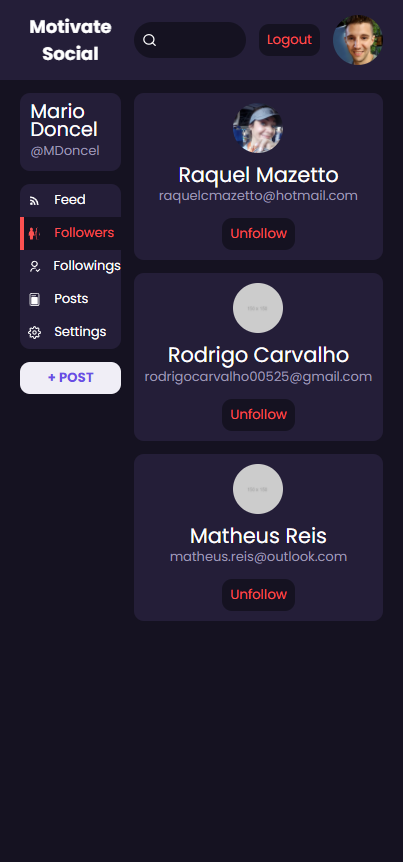 Motivate
Social
Logout
Mario
Doncel
@MDoncel
Feed
Followers
Followings
Posts
Settings
+ POST
Raquel Mazetto
raquelcmazetto@hotmail.com
Unfollow
Rodrigo Carvalho
rodrigocarvalho00525@gmail.com
Unfollow
Matheus Reis
matheus.reis@outlook.com
Unfollow